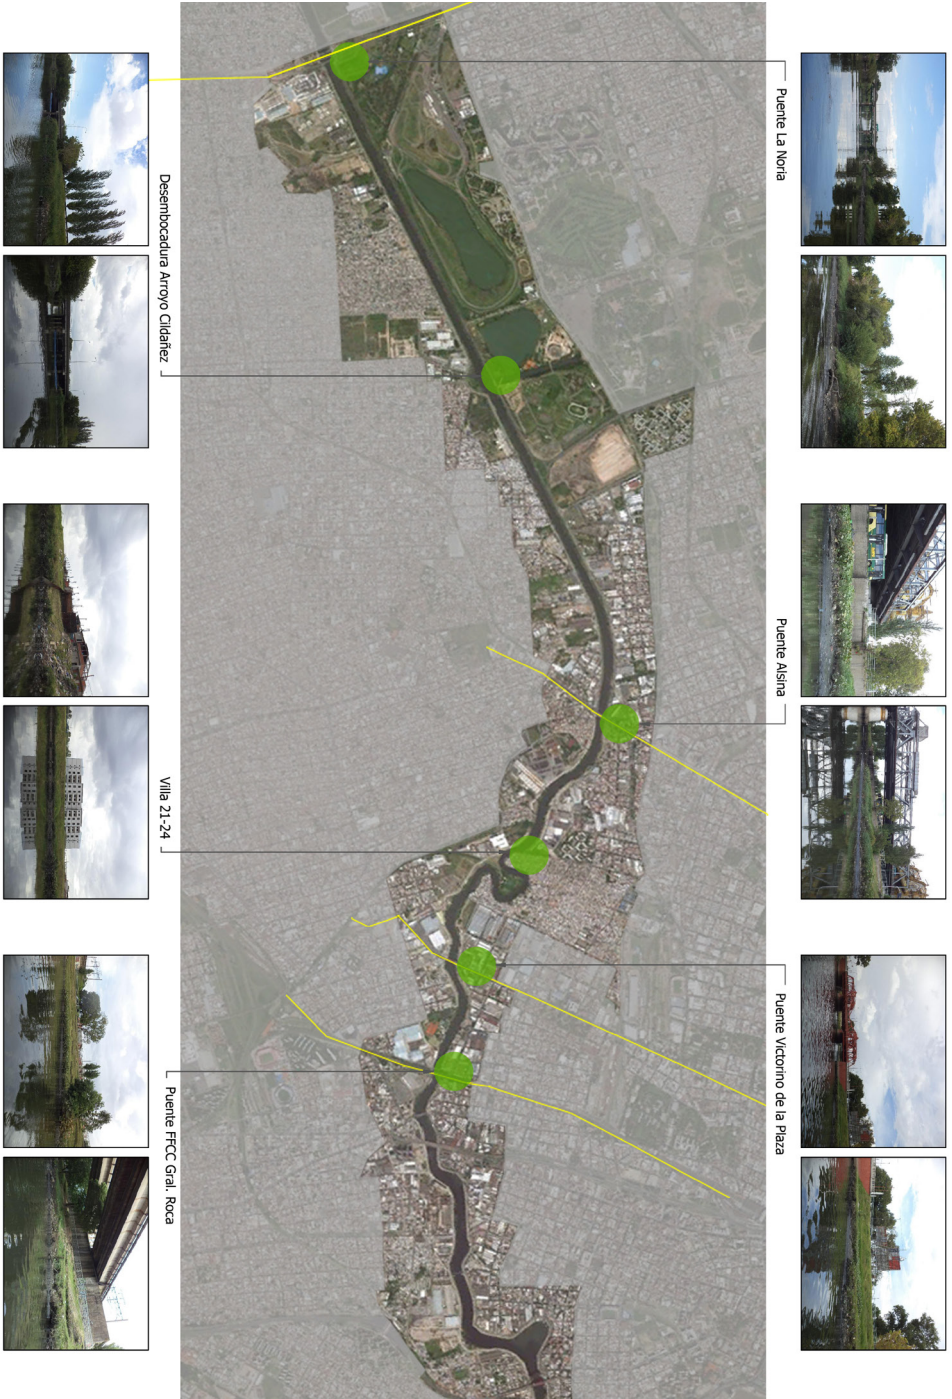 Puente La Noria
Puente Alsina
Puente Victorino de la Plaza
Desembocadura Arroyo Cildañez
Villa 21-24
Puente FFCC Gral. Roca